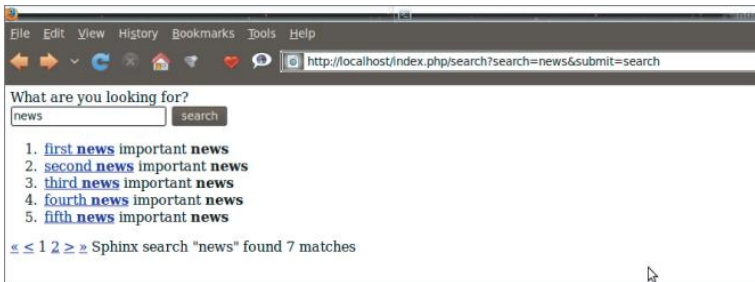 File Edit View History Bookmarks Tools Help
http://localhost/index.php/search?search=news&submit=search
What are you looking for?
news search
1. first news important news
2. second news important news
3. third news important news
4. fourth news important news
5. fifth news important news
« < 1 2 > » Sphinx search "news" found 7 matches